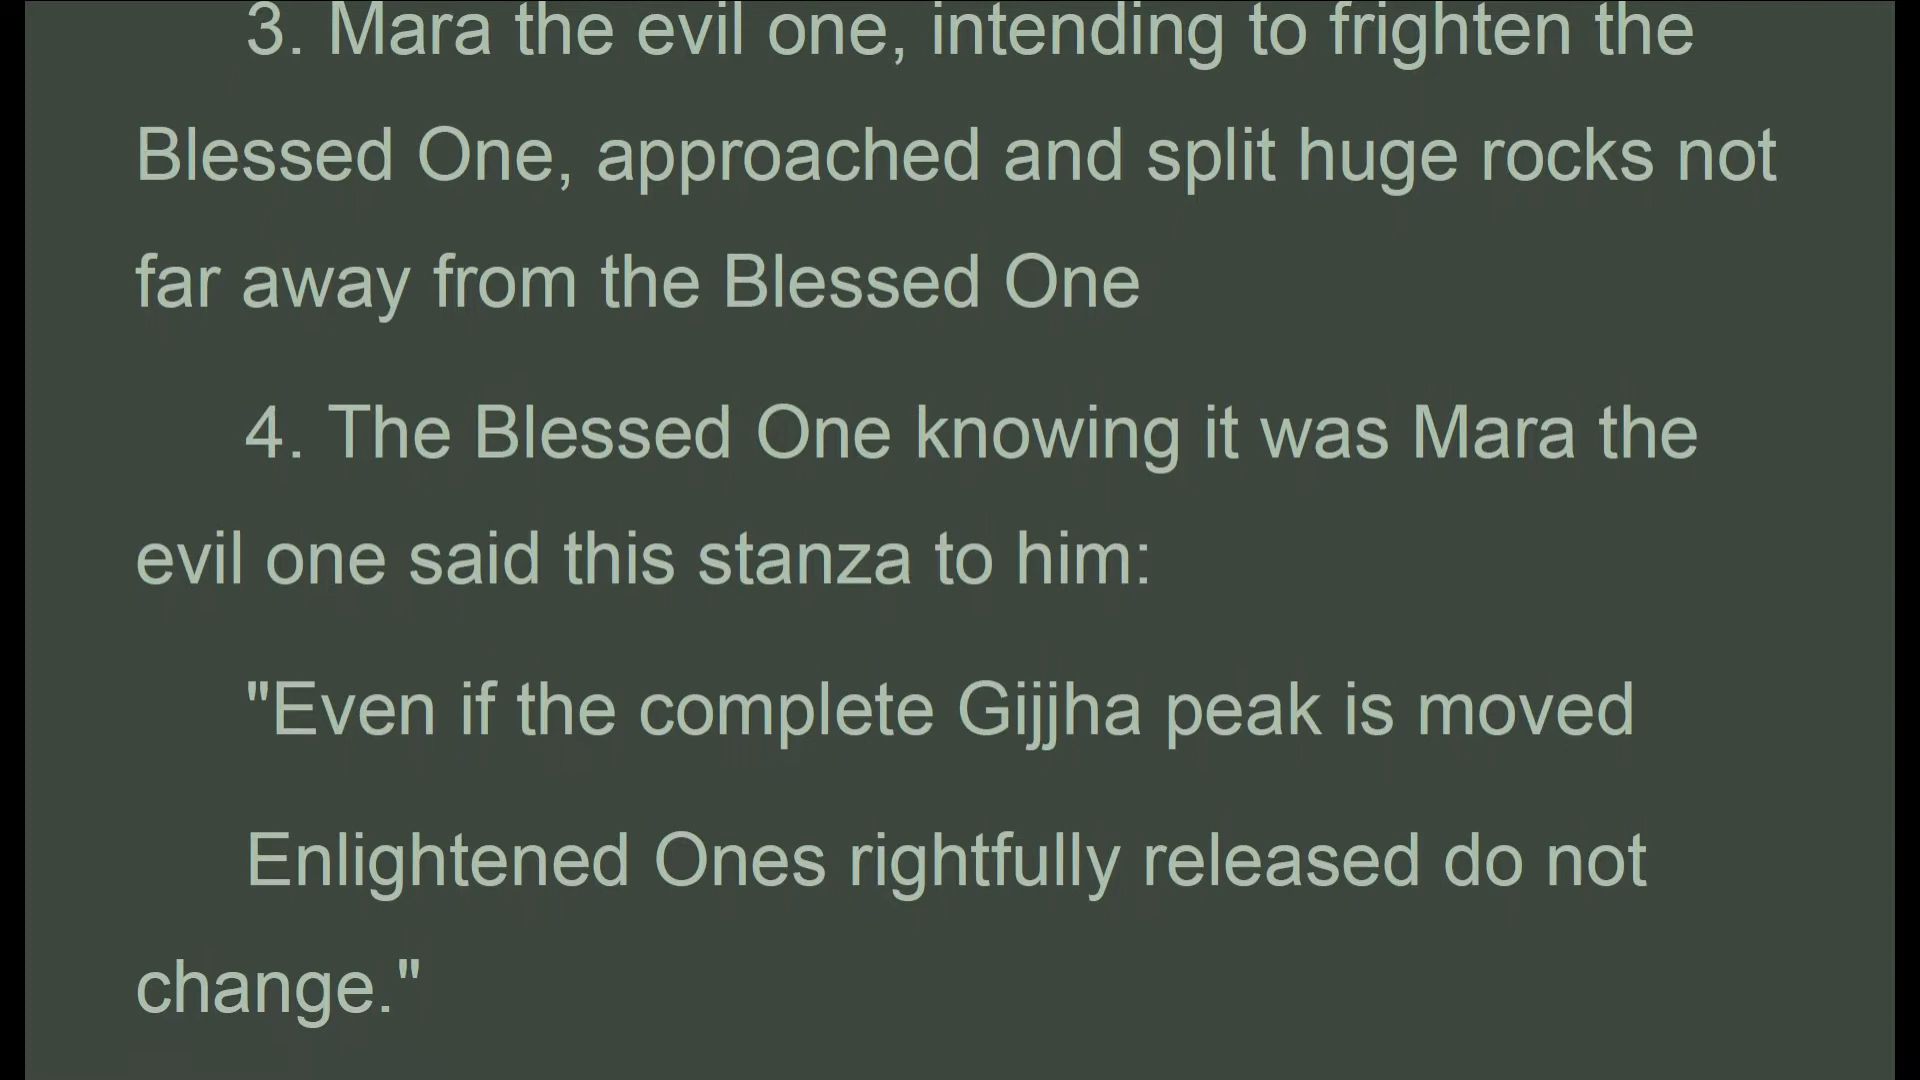 3. Mara the evil one, intending to frighten the
Blessed One, approached and split huge rocks not
far away from the Blessed One
4. The Blessed One knowing it was Mara the
evil one said this stanza to him:
"Even if the complete Gijjha peak is moved
Enlightened Ones rightfully released do not
change."